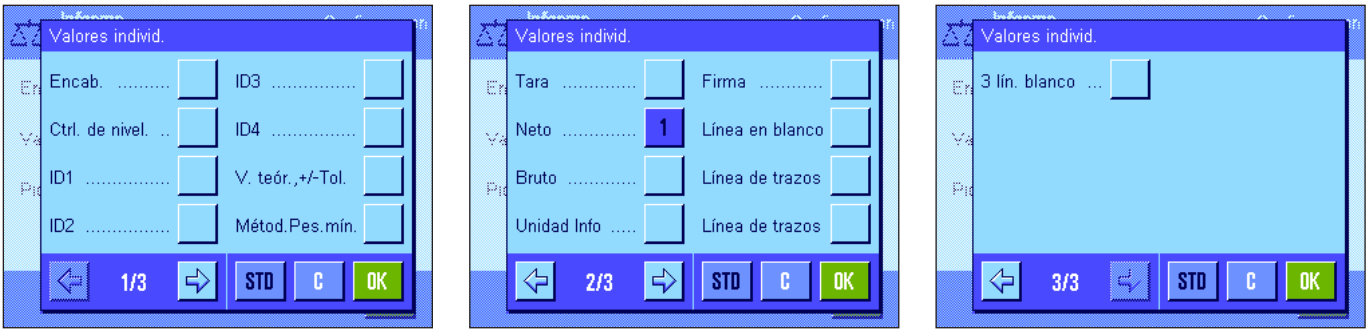 Valores individ.
Encab. .......... ID3 ................
Ctrl. de nivel. .. ID4 ................
ID1 ................ V. teór.,+/-Tol.
ID2 ................ Métod.Pes.mín.
1/3 STD C OK
Valores individ.
Tara .............. Firma ............
Neto .............. 1 Línea en blanco
Bruto ............. Línea de trazos
Unidad Info ..... Línea de trazos
2/3 STD C OK
Valores individ.
3 lín. blanco ...
3/3 STD C OK